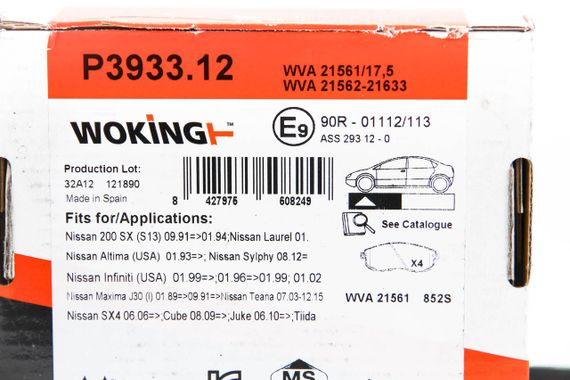 P3933.12
WVA 21561/17,5
WVA 21562-21633
WOKING™
E9
90R - 01112/113
ASS 293 12 - 0
Production Lot:
32A12 121890
Made in Spain
8 427975 508249
Fits for/Applications:
See Catalogue
Nissan 200 SX (S13) 09.91=>01.94;Nissan Laurel 01.
Nissan Altima (USA) 01.93=>; Nissan Sylphy 08.12=
X4
Nissan Infiniti (USA) 01.99=>;01.96=>01.99; 01.02
Nissan Maxima J30 (I) 01.89=>09.91=>Nissan Teana 07.03-12.15
WVA 21561 852S
Nissan SX4 06.06=>;Cube 08.09=>;Juke 06.10=>;Tiida
MS